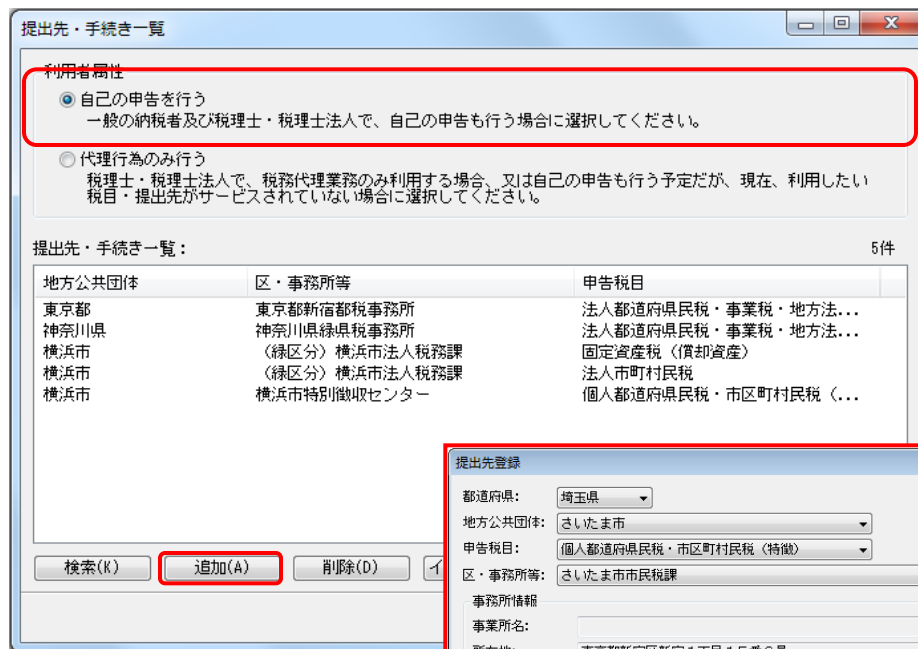 提出先・手続き一覧
利用者属性
自己の申告を行う
一般の納税者及び税理士・税理士法人で、自己の申告も行う場合に選択してください。
代理行為のみ行う
税理士・税理士法人で、税務代理業務のみ利用する場合、又は自己の申告も行う予定だが、現在、利用したい
税目・提出先がサービスされていない場合に選択してください。
提出先・手続き一覧： 5件
地方公共団体 区・事務所等 申告税目
東京都 東京都新宿都税事務所 法人都道府県民税・事業税・地方法...
神奈川県 神奈川県緑県税事務所 法人都道府県民税・事業税・地方法...
横浜市 （緑区分）横浜市法人税務課 固定資産税（償却資産）
横浜市 （緑区分）横浜市法人税務課 法人市町村民税
横浜市 横浜市特別徴収センター 個人都道府県民税・市区町村民税（...
検索(K) 追加(A) 削除(D) イ
提出先登録
都道府県: 埼玉県
地方公共団体: さいたま市
申告税目: 個人都道府県民税・市区町村民税（特徴）
区・事務所等: さいたま市市民税課
事務所情報
事業所名: